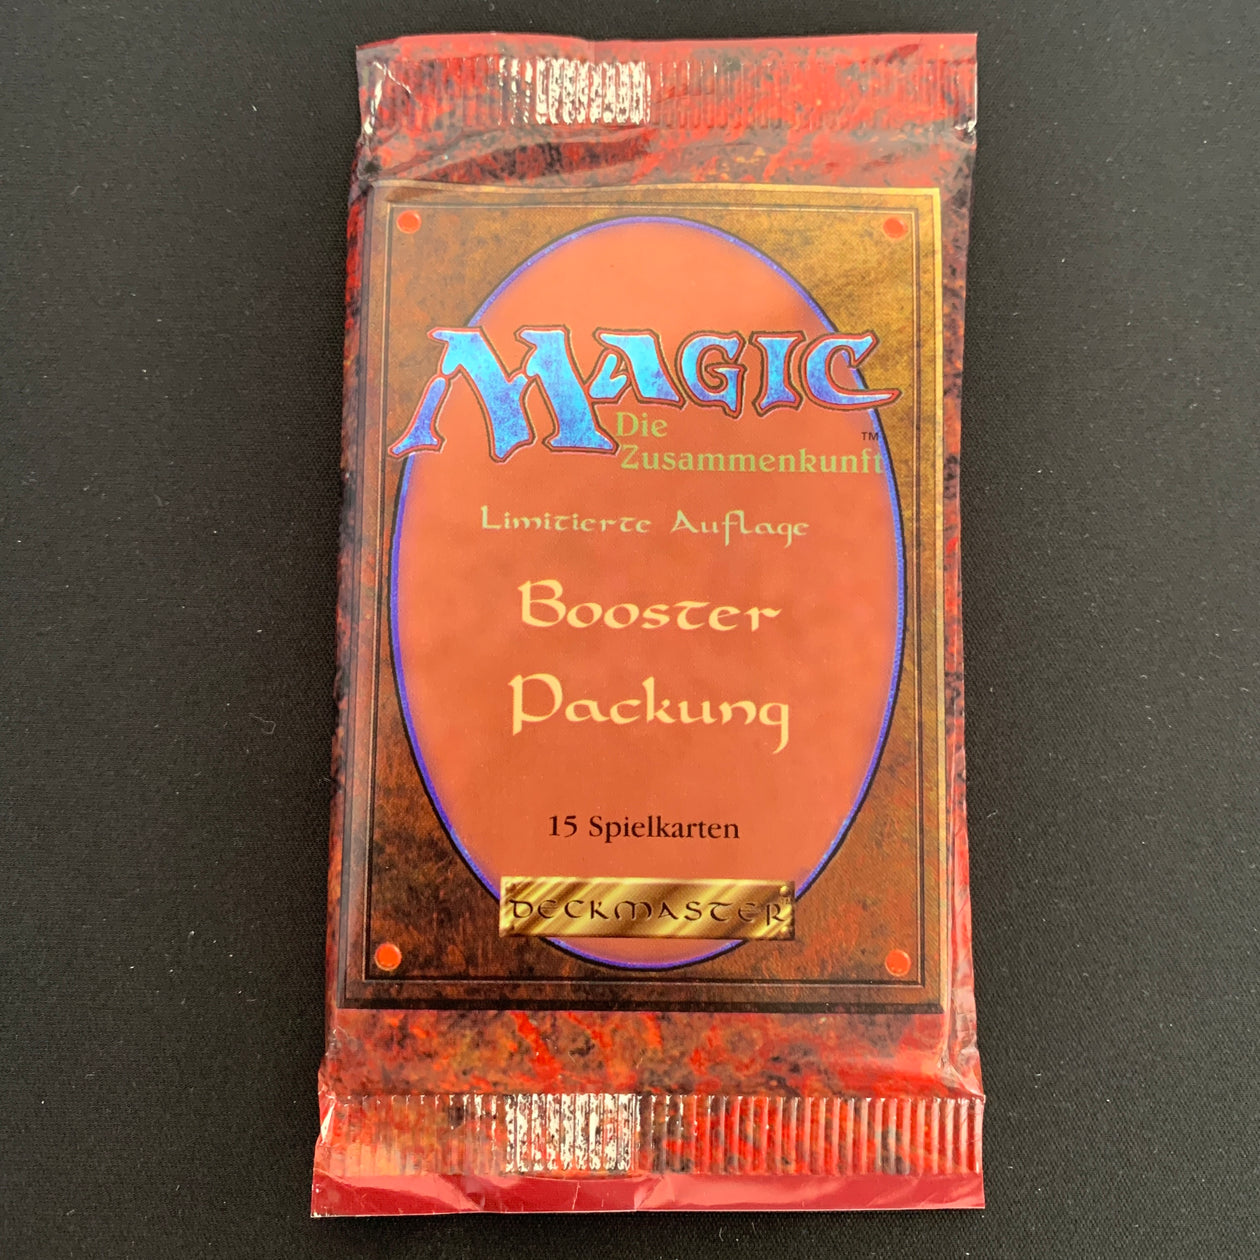 MAGIC
Die
Zusammenkunft
™
Limitierte Auflage
Booster
Packung
15 Spielkarten
DECKMASTER